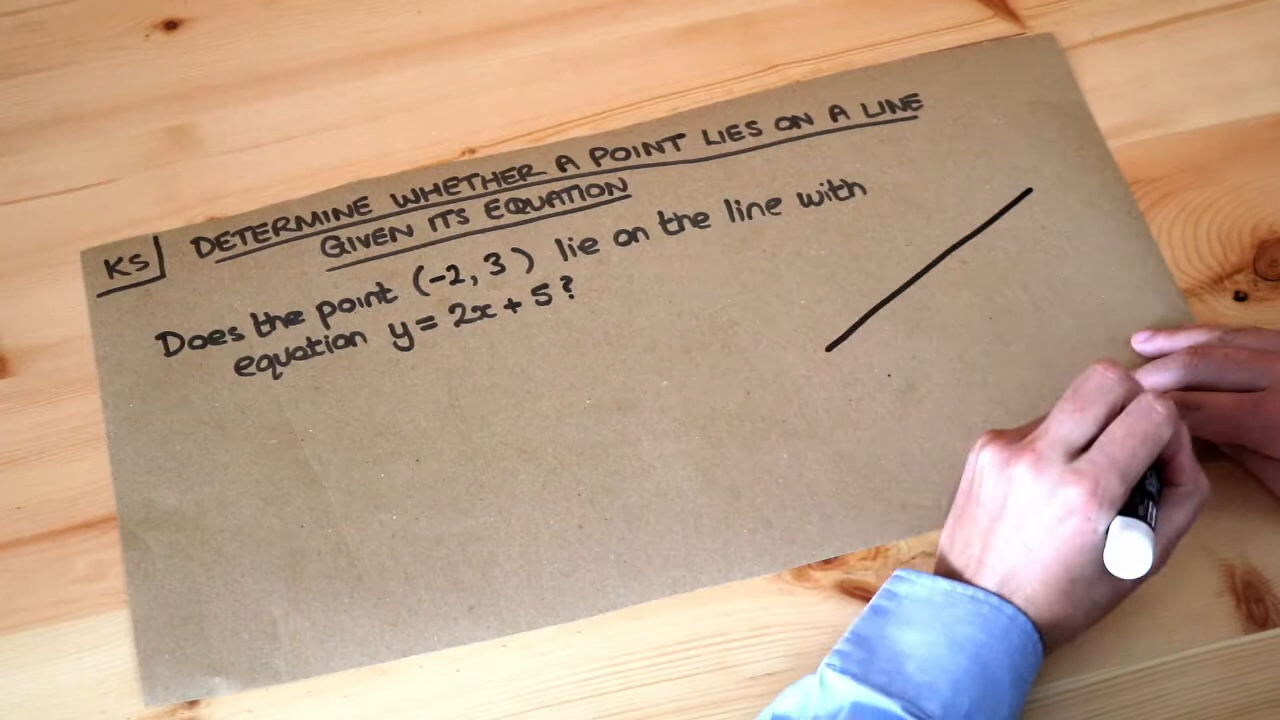 K5
DETERMINE WHETHER A POINT LIES ON A LINE
GIVEN ITS EQUATION
Does the point (-2, 3) lie on the line with
equation y = 2x + 5?